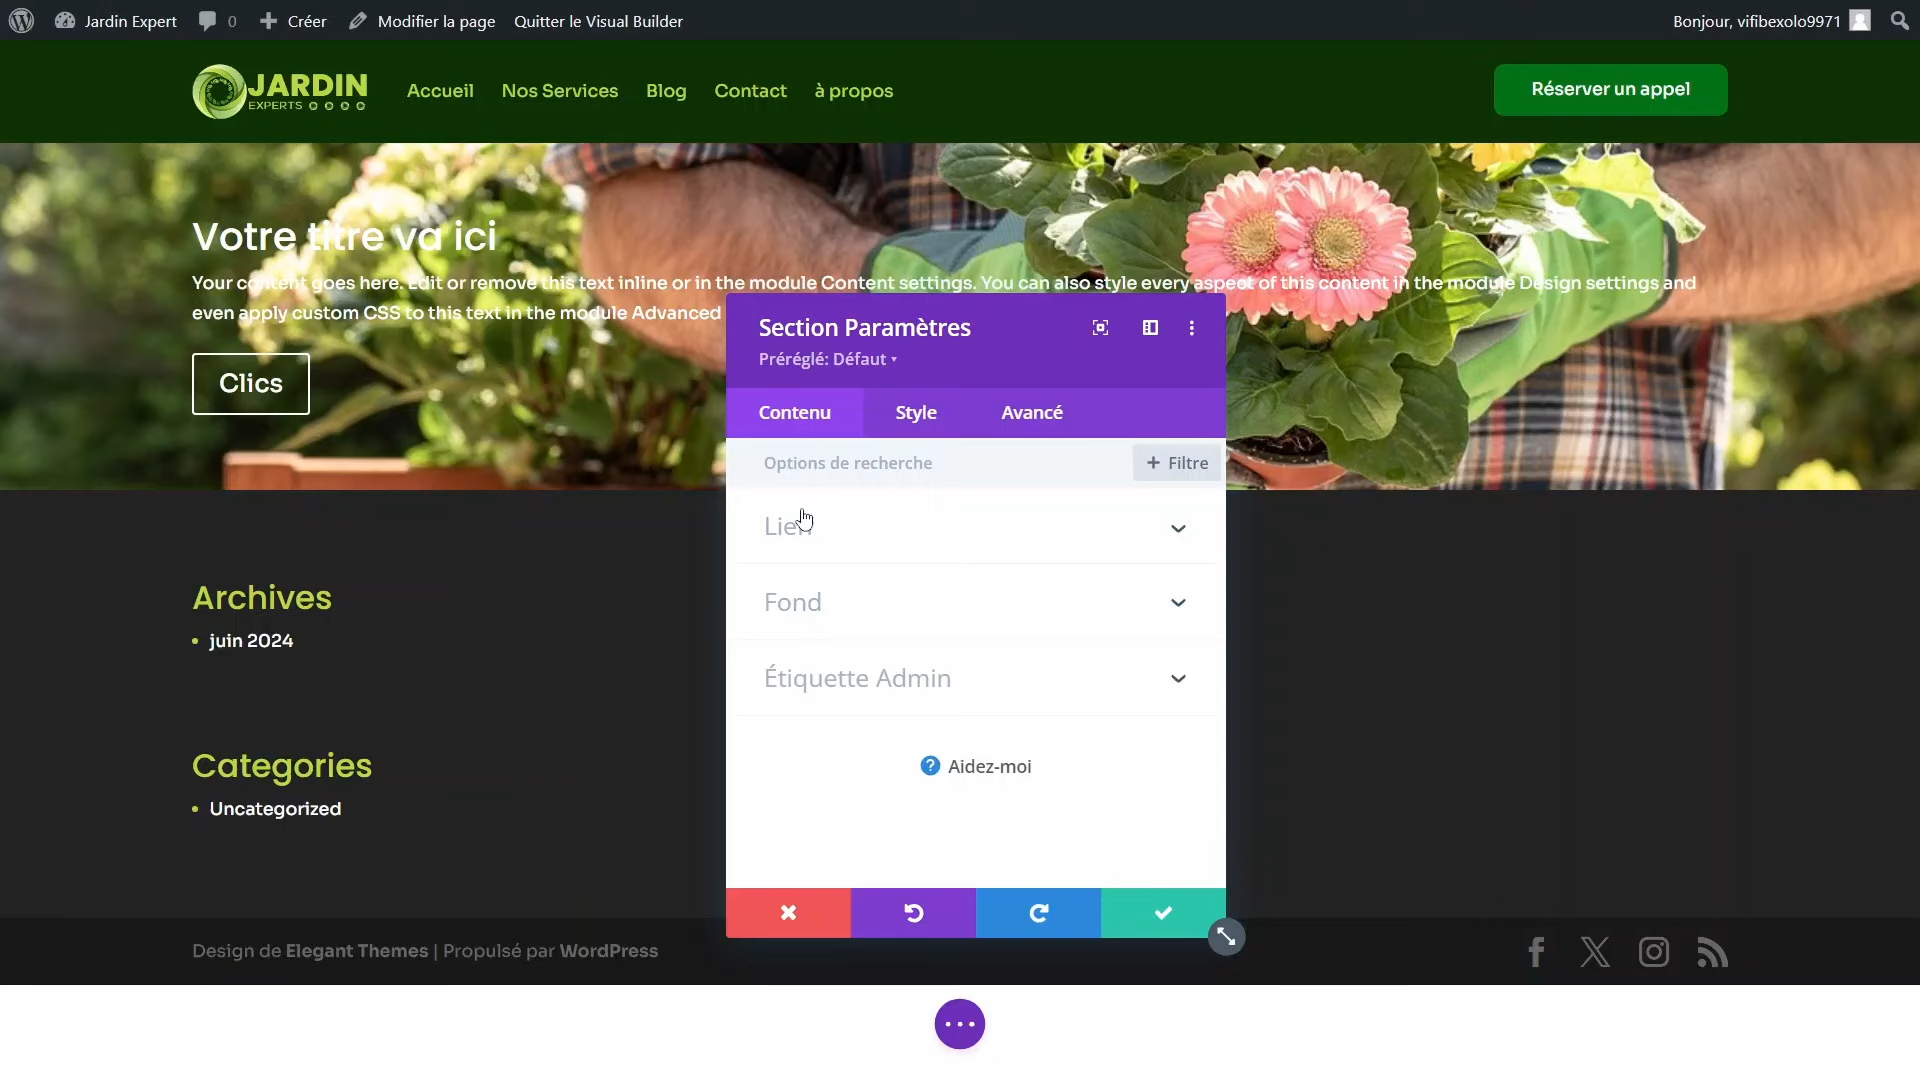 Jardin Expert 0 Créer Modifier la page Quitter le Visual Builder Bonjour, vifibexolo9971
JARDIN
EXPERTS
Accueil Nos Services Blog Contact à propos Réserver un appel
Votre titre va ici
Your content goes here. Edit or remove this text inline or in the module Content settings. You can also style every aspect of this content in the module Design settings and
even apply custom CSS to this text in the module Advanced
Clics
Section Paramètres
Préréglé: Défaut
Contenu Style Avancé
Options de recherche Filtre
Lien
Fond
Étiquette Admin
Aidez-moi
Archives
juin 2024
Categories
Uncategorized
Design de Elegant Themes | Propulsé par WordPress